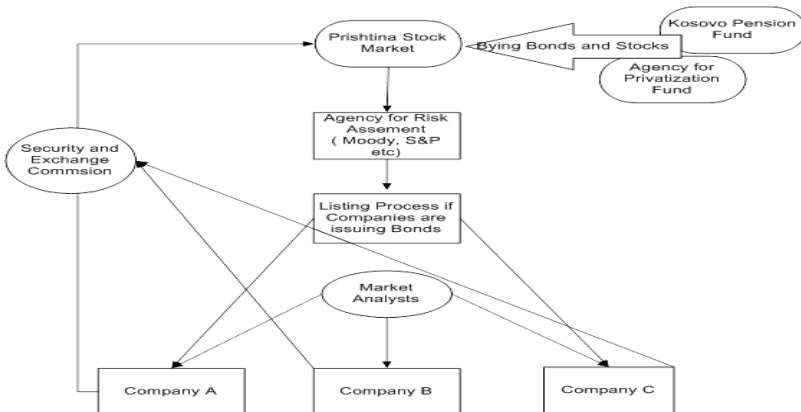 Kosovo Pension
Fund
Prishtina Stock
Market
Bying Bonds and Stocks
Agency for
Privatization
Fund
Agency for Risk
Assement
( Moody, S&P
etc)
Security and
Exchange
Commsion
Listing Process if
Companies are
issuing Bonds
Market
Analysts
Company A
Company B
Company C